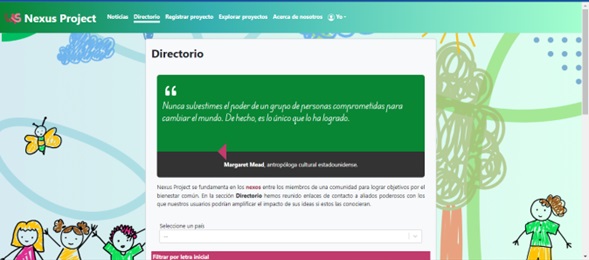 NXS Nexus Project Noticias Directorio Registrar proyecto Explorar proyectos Acerca de nosotros Yo
Directorio
“
Nunca subestimes el poder de un grupo de personas comprometidas para
cambiar el mundo. De hecho, es lo único que lo ha logrado.
Margaret Mead, antropóloga cultural estadounidense.
Nexus Project se fundamenta en los nexos entre los miembros de una comunidad para lograr objetivos por el
bienestar común. En la sección Directorio hemos reunido enlaces de contacto a aliados poderosos con los
que nuestros usuarios podrían amplificar el impacto de sus ideas si estos las conocieran.
Seleccione un país
--
Filtrar por letra inicial